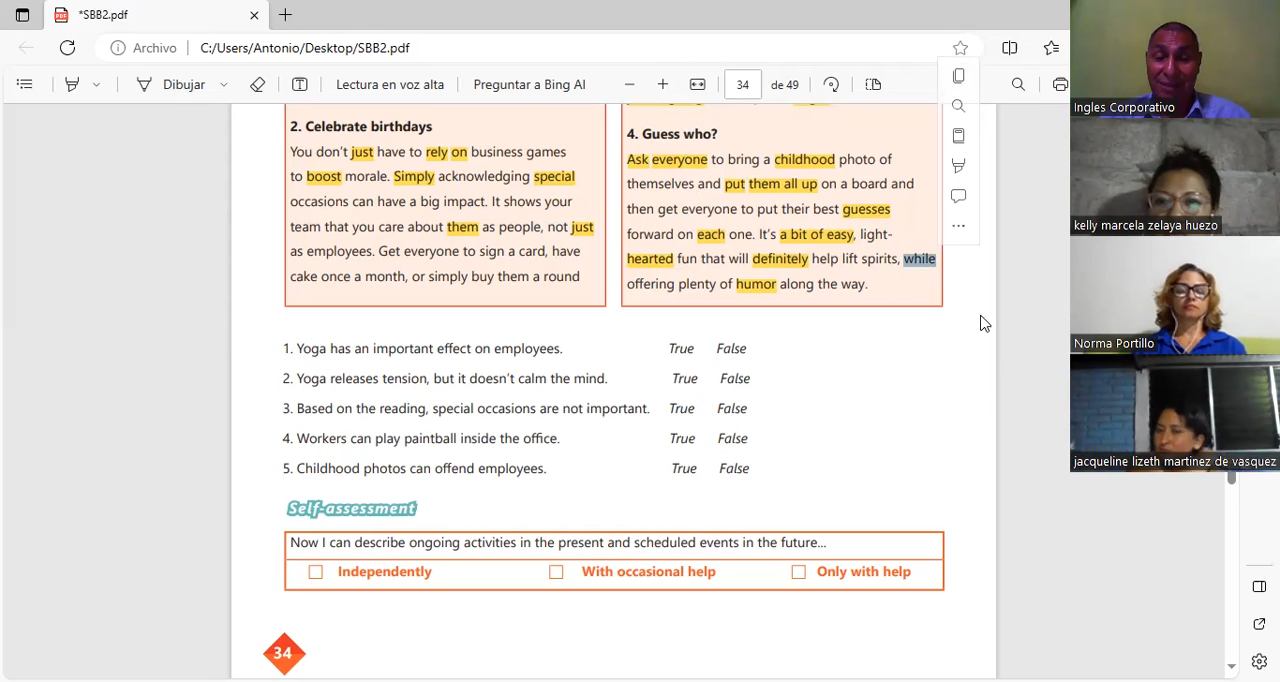 *SBB2.pdf
Archivo
C:/Users/Antonio/Desktop/SBB2.pdf
Dibujar
Lectura en voz alta
Preguntar a Bing AI
34
de 49
2. Celebrate birthdays
You don't just have to rely on business games
to boost morale. Simply acknowledging special
occasions can have a big impact. It shows your
team that you care about them as people, not just
as employees. Get everyone to sign a card, have
cake once a month, or simply buy them a round
4. Guess who?
Ask everyone to bring a childhood photo of
themselves and put them all up on a board and
then get everyone to put their best guesses
forward on each one. It's a bit of easy, light-
hearted fun that will definitely help lift spirits, while
offering plenty of humor along the way.
1. Yoga has an important effect on employees. True False
2. Yoga releases tension, but it doesn't calm the mind. True False
3. Based on the reading, special occasions are not important. True False
4. Workers can play paintball inside the office. True False
5. Childhood photos can offend employees. True False
Self-assessment
Now I can describe ongoing activities in the present and scheduled events in the future...
Independently
With occasional help
Only with help
34
Ingles Corporativo
kelly marcela zelaya huezo
Norma Portillo
jacqueline lizeth martinez de vasquez